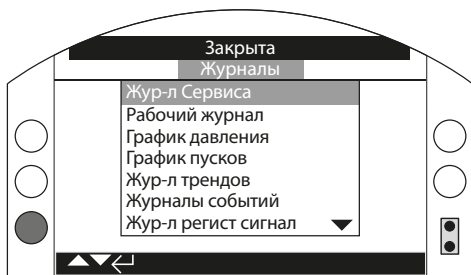 Закрыта
Журналы
Жур-л Сервиса
Рабочий журнал
График давления
График пусков
Жур-л трендов
Журналы событий
Жур-л регист сигнал